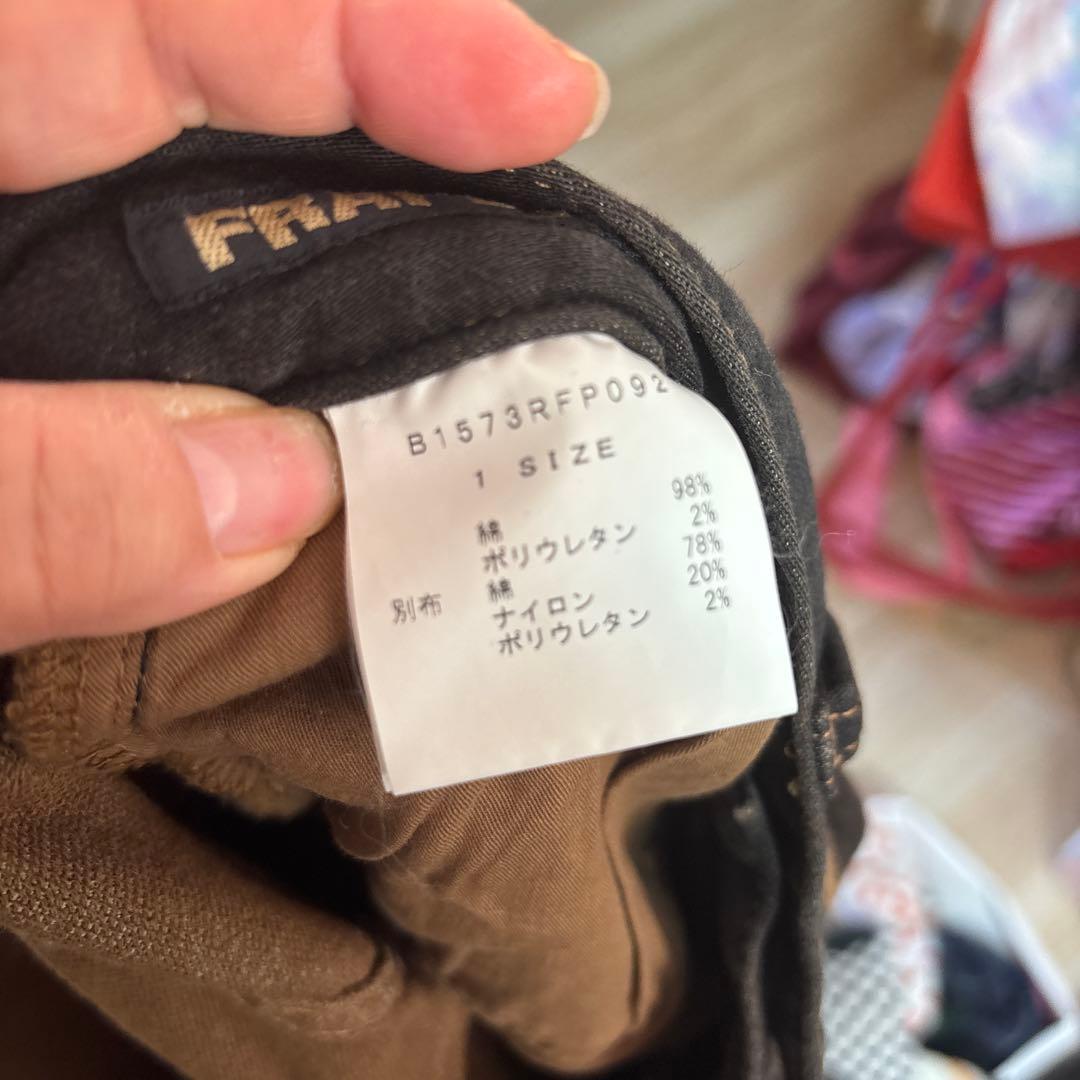 B1573RFP092
1 SIZE
綿 98%
ポリウレタン 2%
別布 綿 78%
ナイロン 20%
ポリウレタン 2%